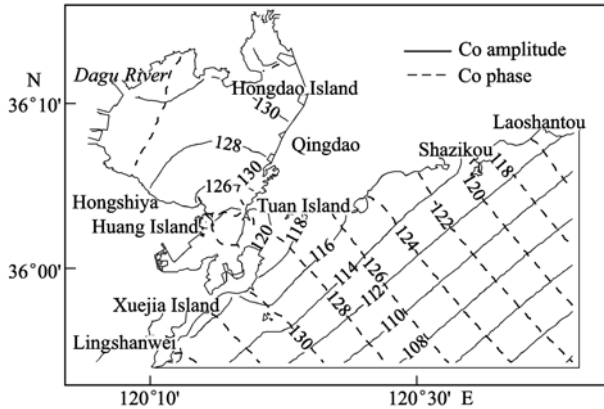 Co amplitude
Co phase
N
Dagu River
Hongdao Island
36°10'
130
Laoshantou
128
Qingdao
Shazikou
118
130
126
120
Hongshiya
Tuan Island
122
Huang Island
120
118
116
124
36°00'
114
126
128
112
Xuejia Island
110
130
108
Lingshanwei
120°10'
120°30' E